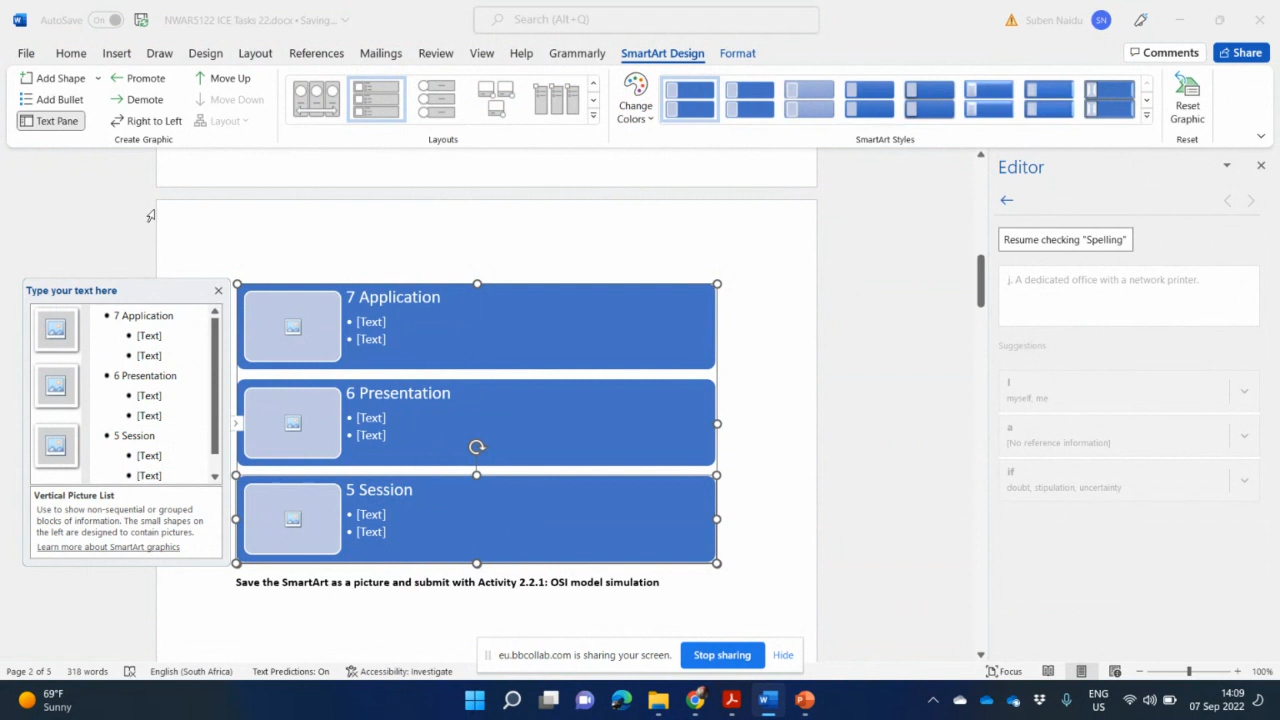 AutoSave On NWAR5122 ICE Tasks 22.docx • Saving... Search (Alt+Q) Suben Naidu SN
File Home Insert Draw Design Layout References Mailings Review View Help Grammarly SmartArt Design Format Comments Share
Add Shape Promote Move Up
Add Bullet Demote Move Down
Text Pane Right to Left Layout
Change Colors
Reset Graphic
Create Graphic Layouts SmartArt Styles Reset
Editor
Resume checking "Spelling"
j. A dedicated office with a network printer.
Suggestions
I
myself, me
a
[No reference information]
if
doubt, stipulation, uncertainty
Type your text here
• 7 Application
• [Text]
• [Text]
• 6 Presentation
• [Text]
• [Text]
• 5 Session
• [Text]
• [Text]
Vertical Picture List
Use to show non-sequential or grouped
blocks of information. The small shapes
on the left are designed to contain pictures.
Learn more about SmartArt graphics
7 Application
• [Text]
• [Text]
6 Presentation
• [Text]
• [Text]
5 Session
• [Text]
• [Text]
Save the SmartArt as a picture and submit with Activity 2.2.1: OSI model simulation
eu.bbcollab.com is sharing your screen. Stop sharing Hide
Page 2 of 5 318 words English (South Africa) Text Predictions: On Accessibility: Investigate Focus 100%
69°F
Sunny
ENG
US
14:09
07 Sep 2022